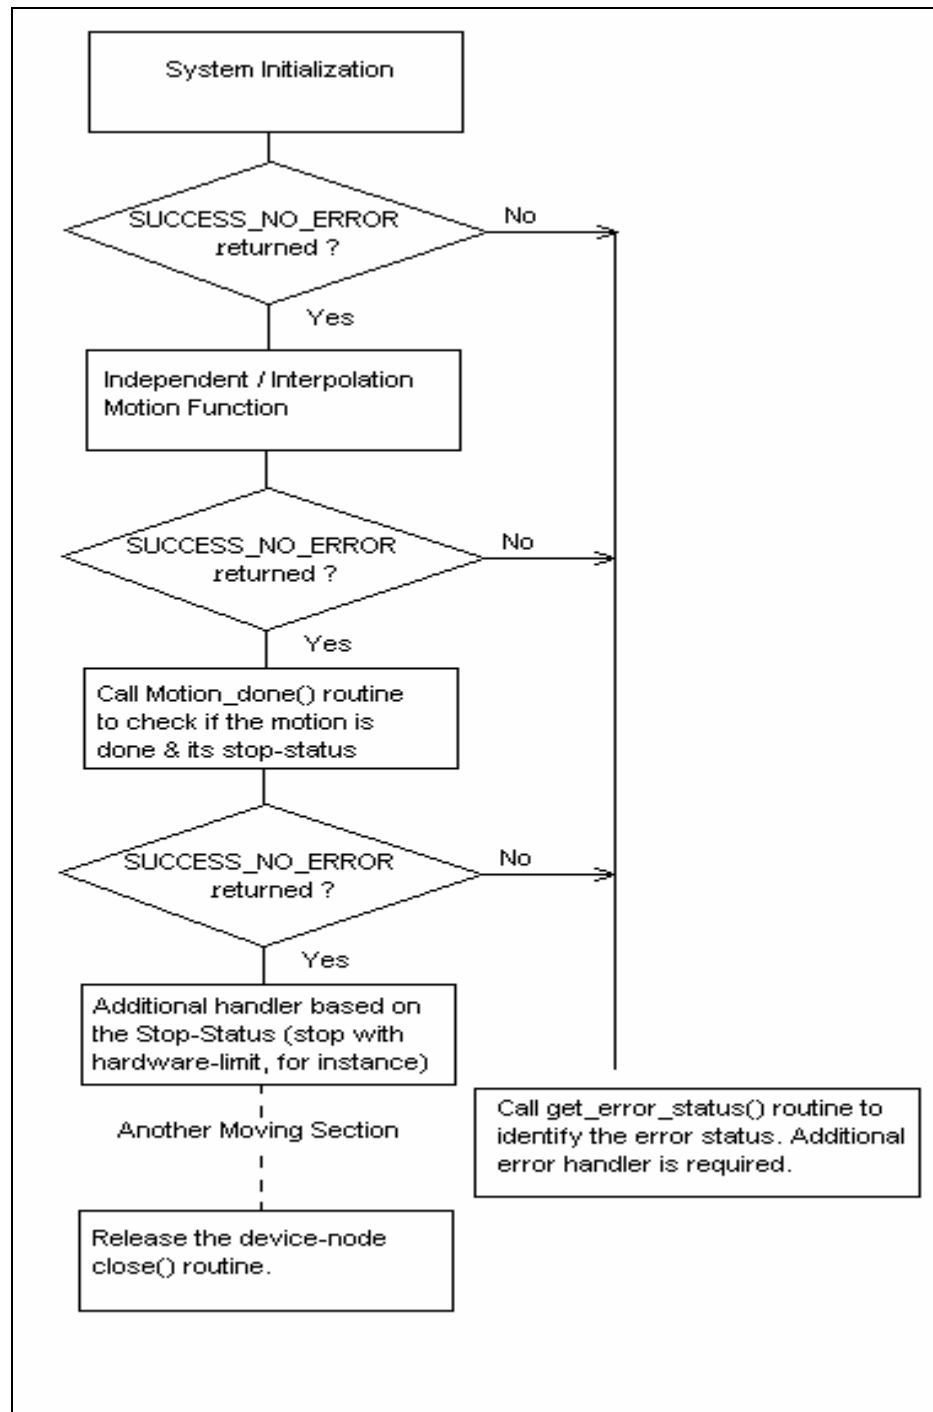 System Initialization
SUCCESS_NO_ERROR
returned ?
No
Yes
Independent / Interpolation
Motion Function
SUCCESS_NO_ERROR
returned ?
No
Yes
Call Motion_done() routine
to check if the motion is
done & its stop-status
SUCCESS_NO_ERROR
returned ?
No
Yes
Additional handler based on
the Stop-Status (stop with
hardware-limit, for instance)
Another Moving Section
Call get_error_status() routine to
identify the error status. Additional
error handler is required.
Release the device-node
close() routine.